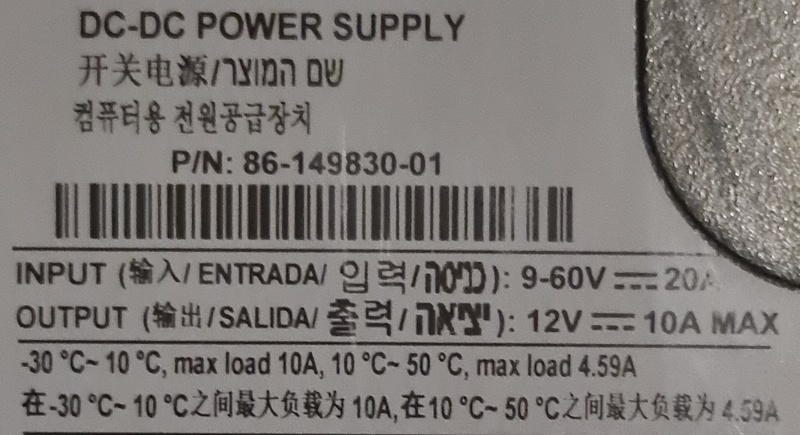 DC-DC POWER SUPPLY
开关电源/שם המוצר
컴퓨터용 전원공급장치
P/N: 86-149830-01
INPUT (输入/ ENTRADA/ 입력/כניסה): 9-60V ⎓ 20A
OUTPUT (输出/SALIDA/ 출력/יציאה): 12V ⎓ 10A MAX
-30 °C~ 10 °C, max load 10A, 10 °C~ 50 °C, max load 4.59A
在-30 °C~ 10 °C之间最大负载为 10A,在10 °C~ 50 °C之间最大负载为 4.59A